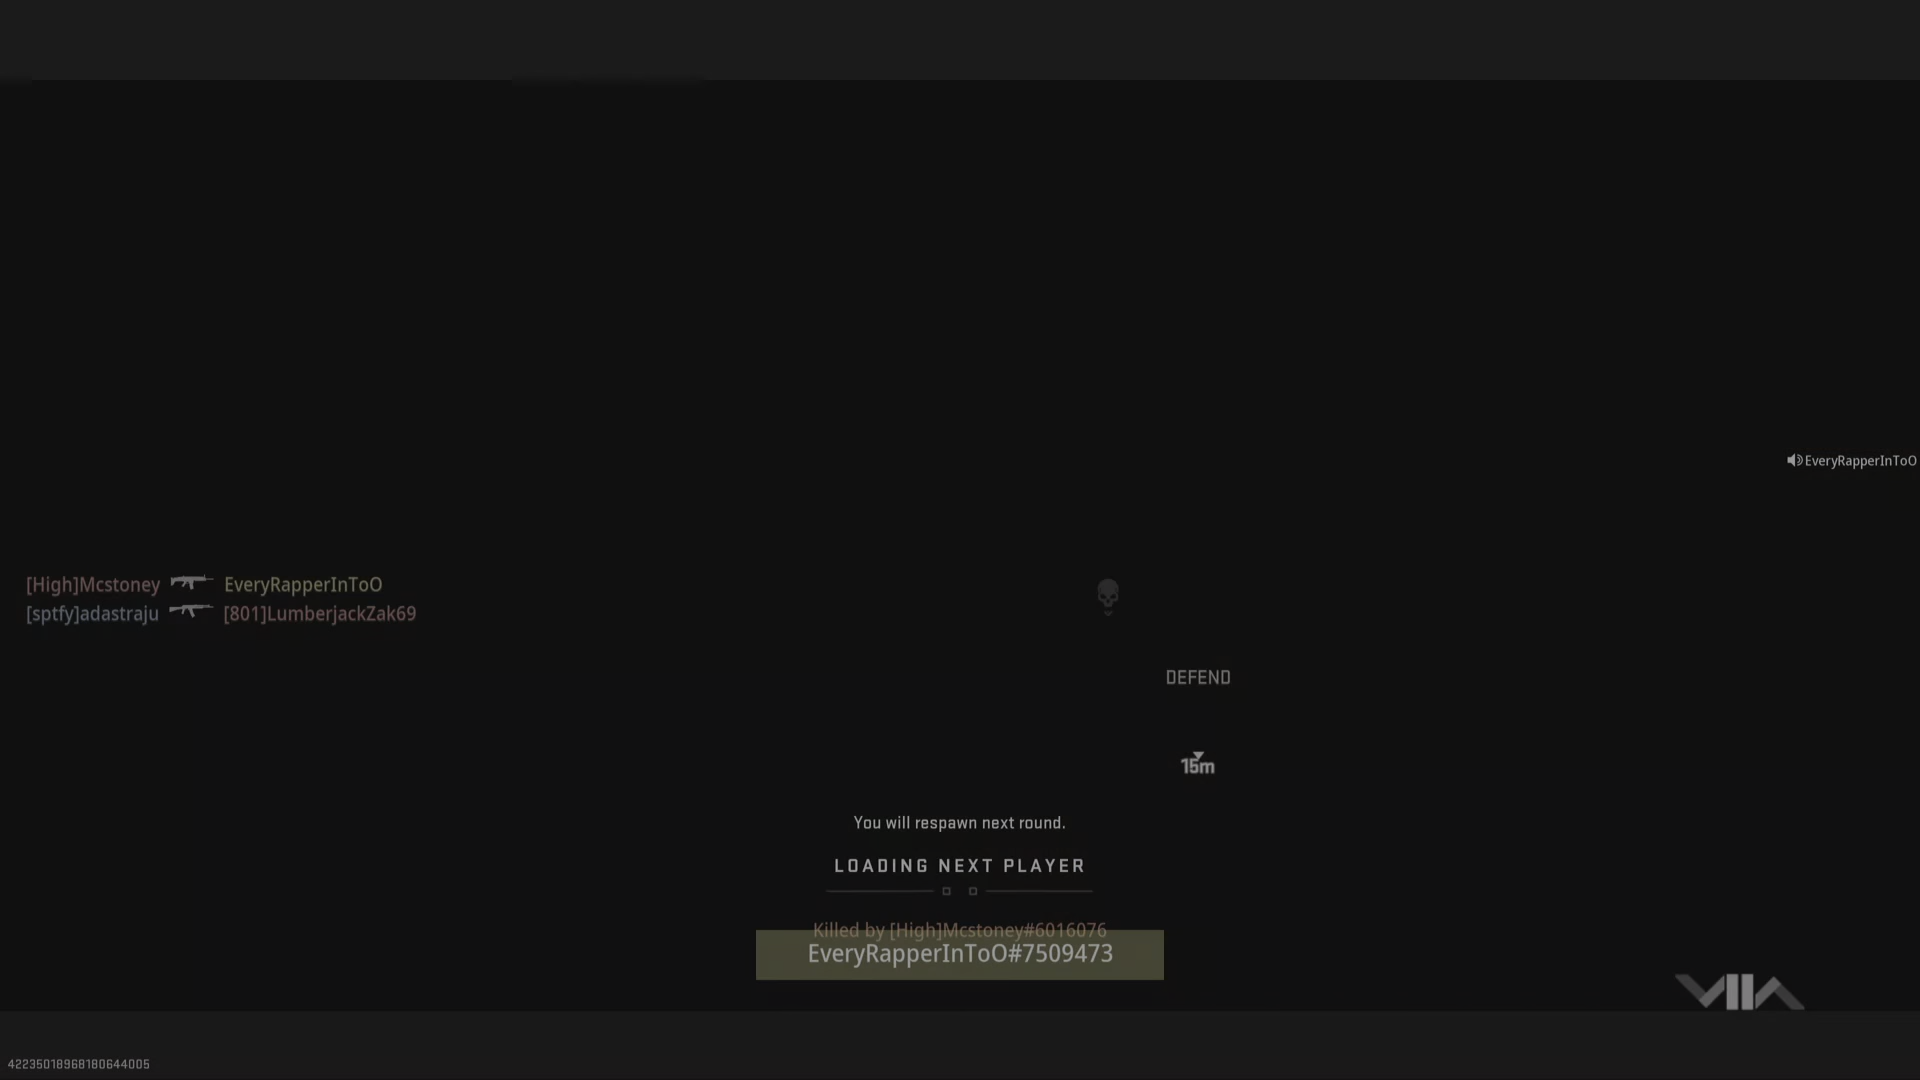 EveryRapperInToO
[High]Mcstoney EveryRapperInToO
[sptfy]adastraju [801]LumberjackZak69
DEFEND
15m
You will respawn next round.
LOADING NEXT PLAYER
Killed by [High]Mcstoney#6016076
EveryRapperInToO#7509473
42235018968180644005